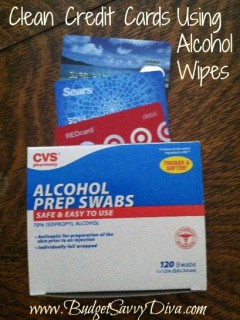 Clean Credit Cards Using
Alcohol
Wipes
Sears
REDcard
CVS
pharmacy
THICKER &
SOFTER!
ALCOHOL
PREP SWABS
SAFE & EASY TO USE
70% ISOPROPYL ALCOHOL
• Antiseptic for preparation of the
skin prior to an injection
• Individually foil wrapped
120 Swabs
www.BudgetSavvyDiva.com